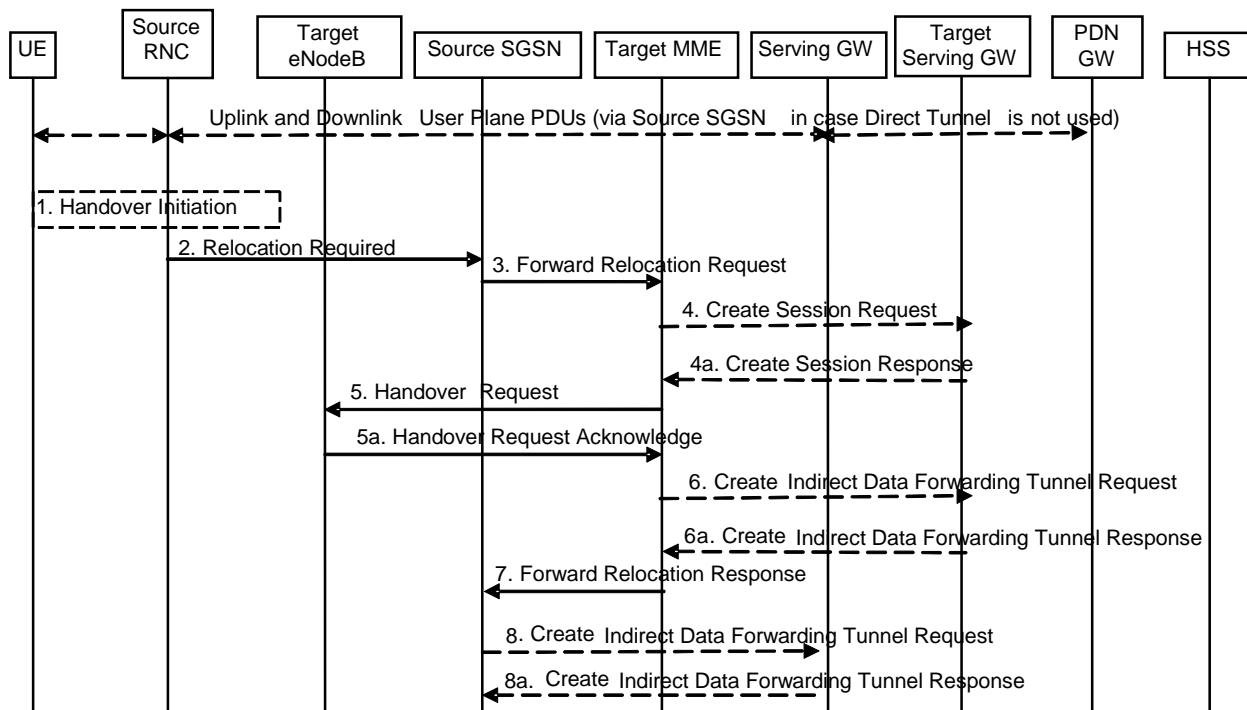 UE
Source
RNC
Target
eNodeB
Source SGSN
Target MME
Serving GW
Target
Serving GW
PDN
GW
HSS
Uplink and Downlink User Plane PDUs (via Source SGSN in case Direct Tunnel is not used)
1. Handover Initiation
2. Relocation Required
3. Forward Relocation Request
4. Create Session Request
4a. Create Session Response
5. Handover Request
5a. Handover Request Acknowledge
6. Create Indirect Data Forwarding Tunnel Request
6a. Create Indirect Data Forwarding Tunnel Response
7. Forward Relocation Response
8. Create Indirect Data Forwarding Tunnel Request
8a. Create Indirect Data Forwarding Tunnel Response